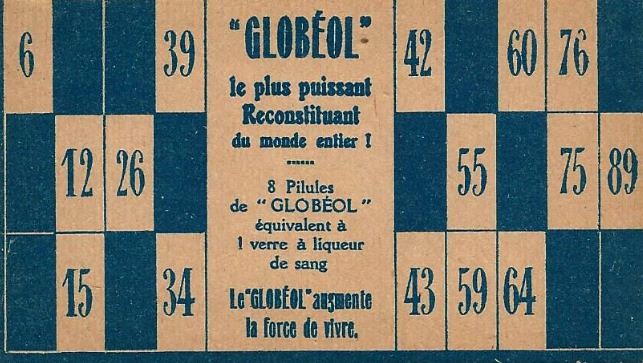 6 39 "GLOBÉOL" 42 60 76
le plus puissant
Reconstituant
du monde entier !
12 26 55 75 89
8 Pilules
de "GLOBÉOL"
équivalent à
1 verre à liqueur
de sang
15 34 43 59 64
Le "GLOBÉOL" augmente
la force de vivre.